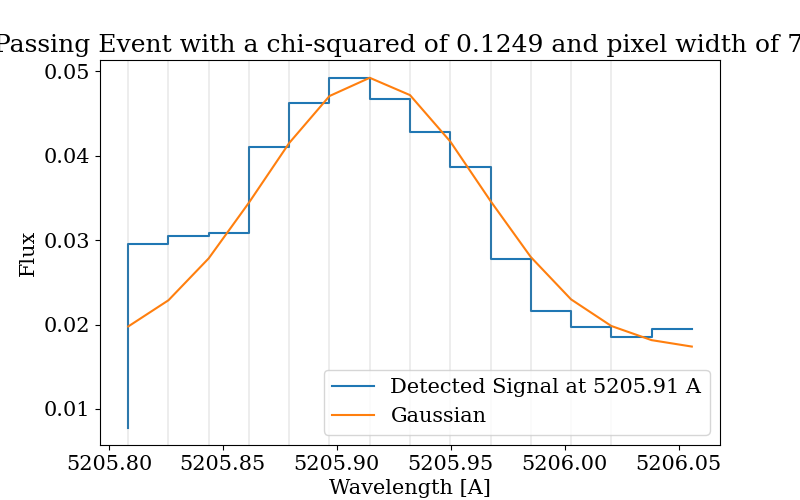 Passing Event with a chi-squared of 0.1249 and pixel width of 7
0.05
0.04
0.03
0.02
0.01
Flux
Detected Signal at 5205.91 A
Gaussian
5205.80 5205.85 5205.90 5205.95 5206.00 5206.05
Wavelength [A]